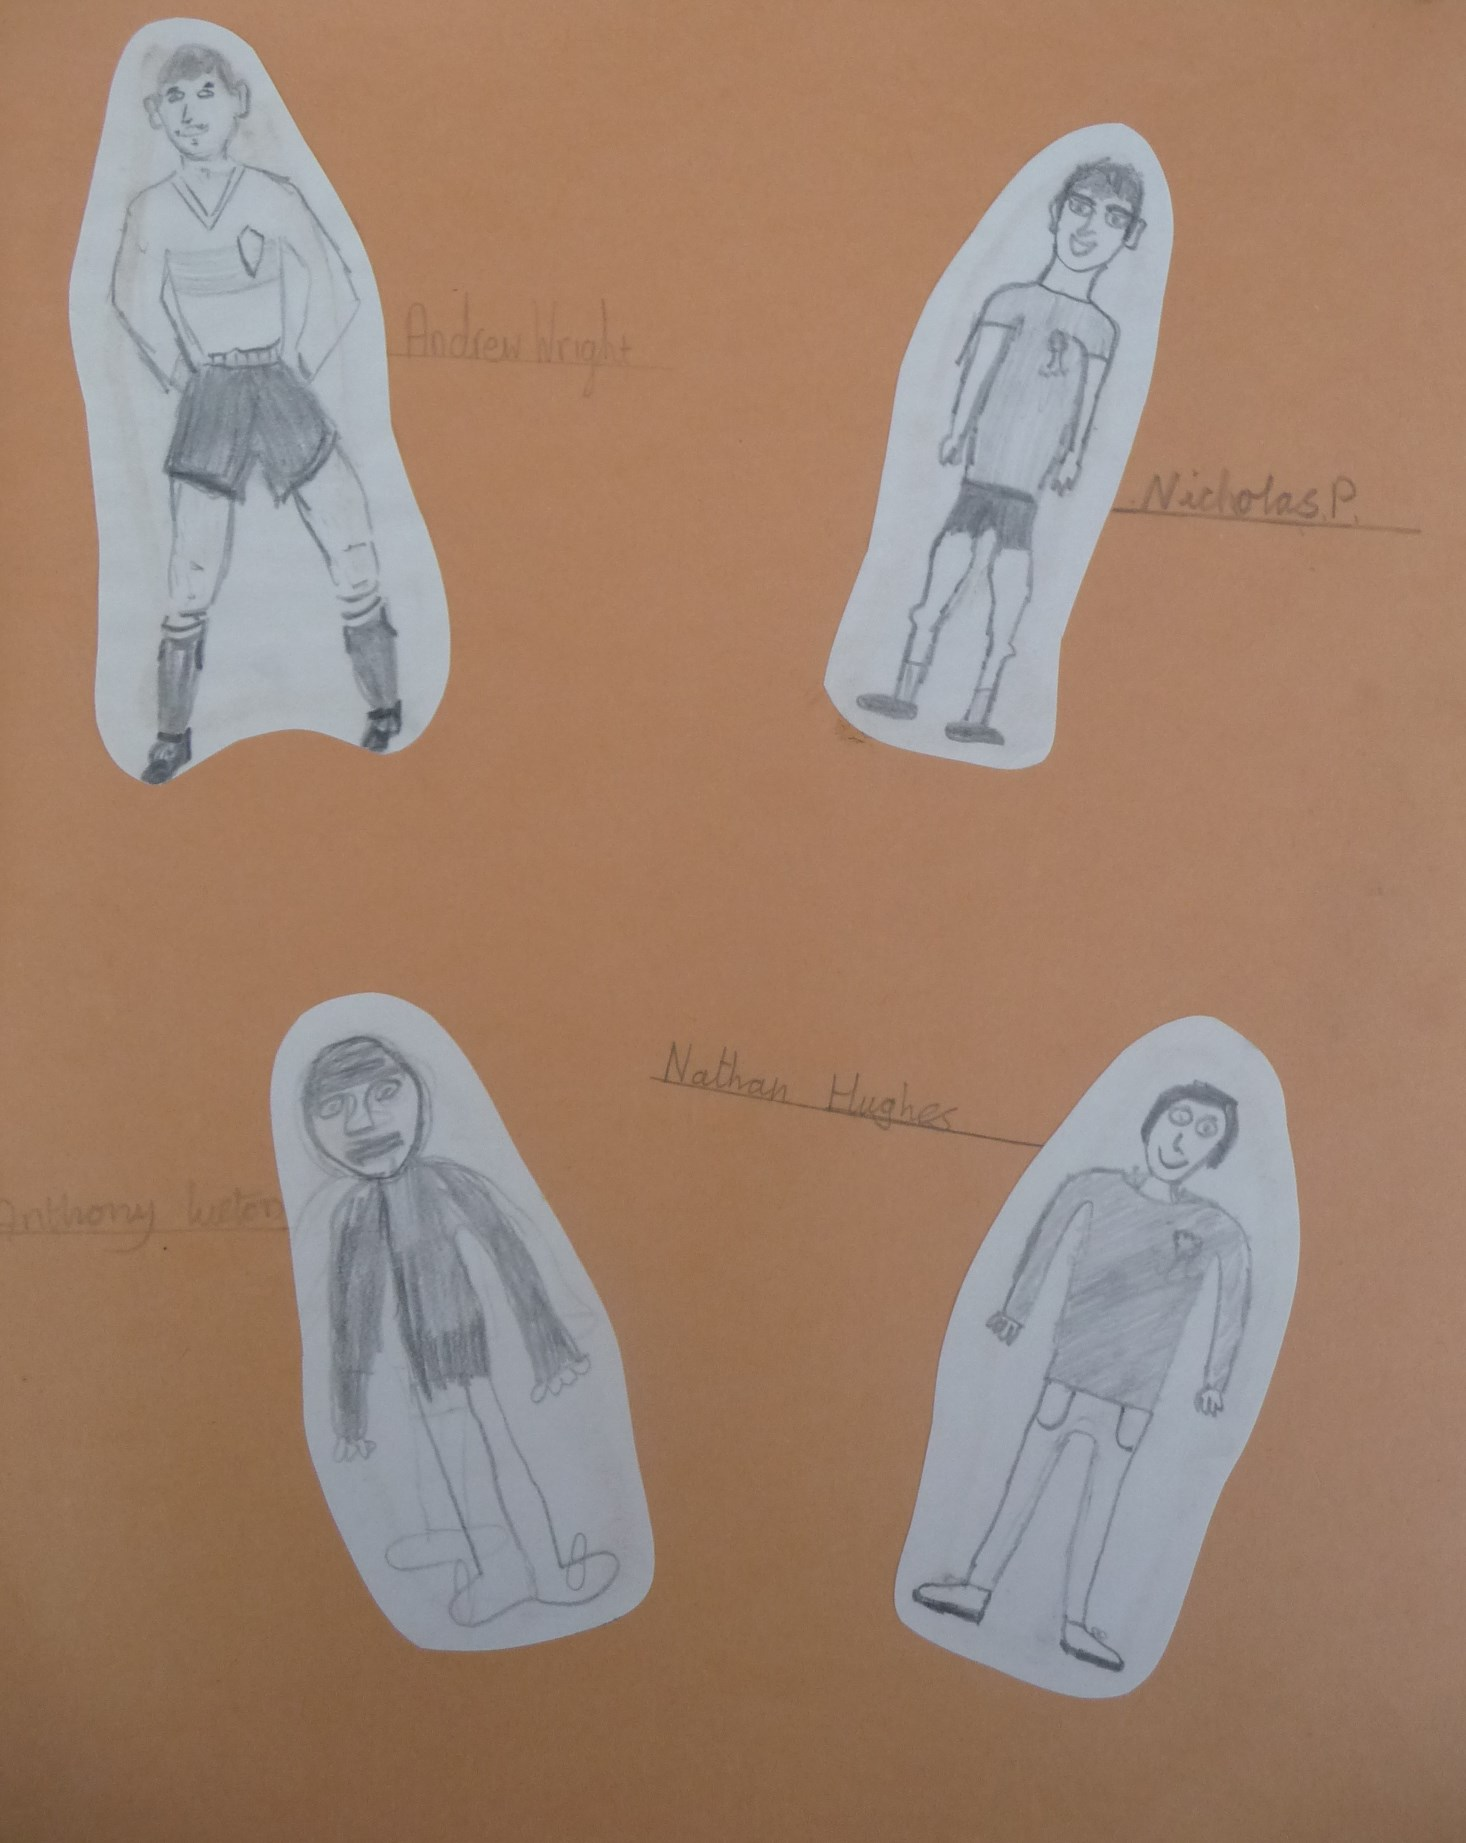 Andrew Wright
Nicholas.P.
Nathan Hughes
Anthony